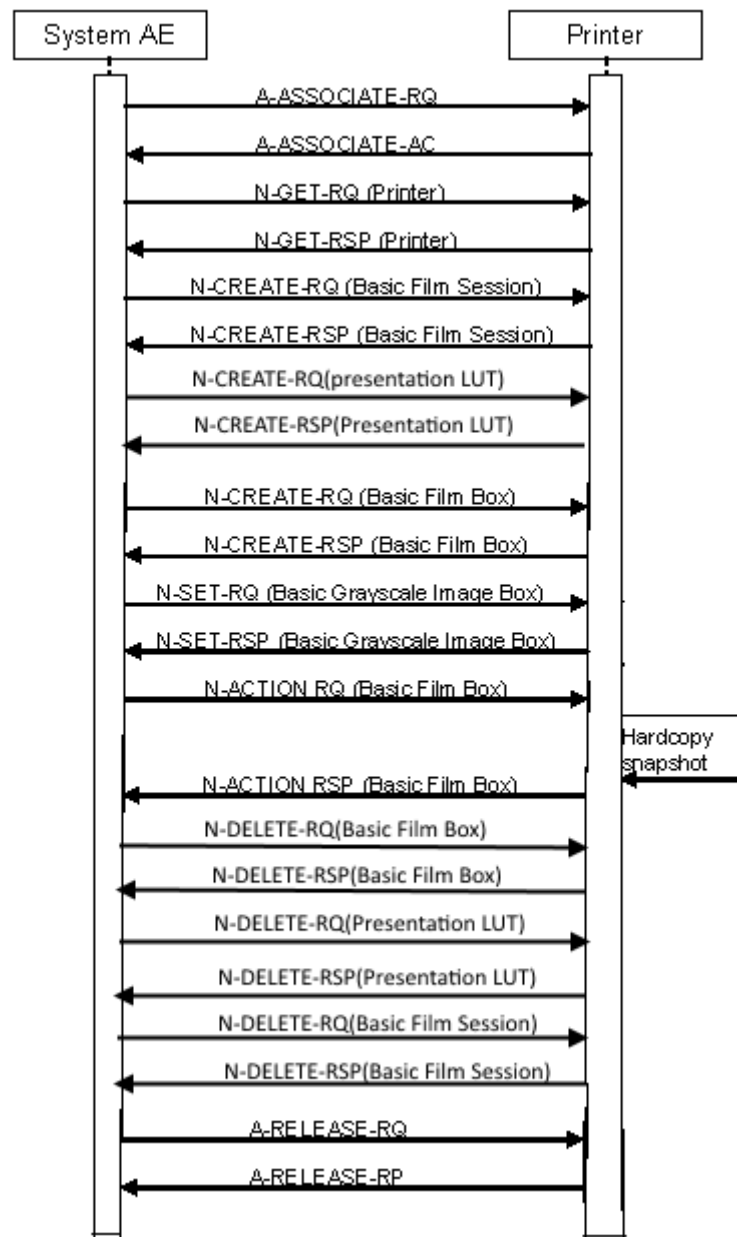 System AE
Printer
A-ASSOCIATE-RQ
A-ASSOCIATE-AC
N-GET-RQ (Printer)
N-GET-RSP (Printer)
N-CREATE-RQ (Basic Film Session)
N-CREATE-RSP (Basic Film Session)
N-CREATE-RQ(presentation LUT)
N-CREATE-RSP(Presentation LUT)
N-CREATE-RQ (Basic Film Box)
N-CREATE-RSP (Basic Film Box)
N-SET-RQ (Basic Grayscale Image Box)
N-SET-RSP (Basic Grayscale Image Box)
N-ACTION RQ (Basic Film Box)
Hardcopy
snapshot
N-ACTION RSP (Basic Film Box)
N-DELETE-RQ(Basic Film Box)
N-DELETE-RSP(Basic Film Box)
N-DELETE-RQ(Presentation LUT)
N-DELETE-RSP(Presentation LUT)
N-DELETE-RQ(Basic Film Session)
N-DELETE-RSP(Basic Film Session)
A-RELEASE-RQ
A-RELEASE-RP